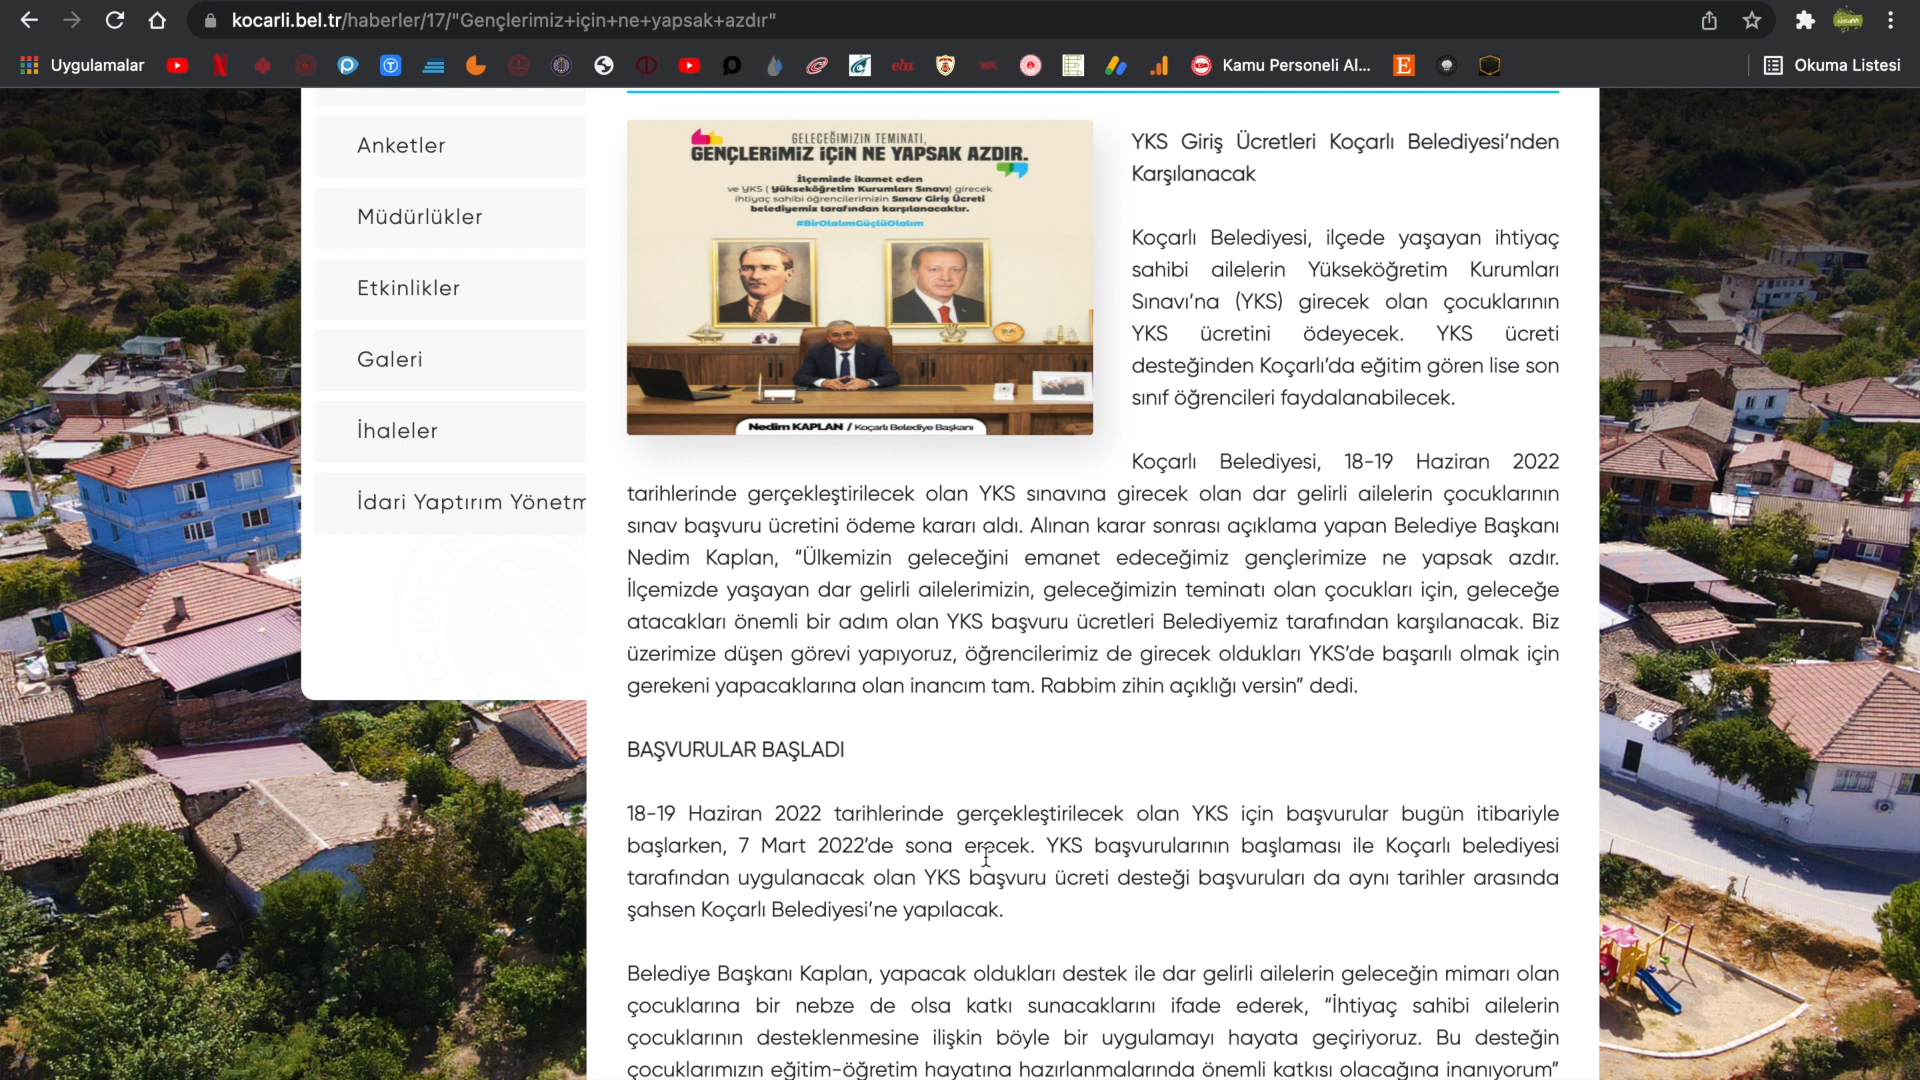 kocarli.bel.tr/haberler/17/"Gençlerimiz+için+ne+yapsak+azdır"
Uygulamalar
Kamu Personeli Al...
Okuma Listesi
Anketler
Müdürlükler
Etkinlikler
Galeri
İhaleler
İdari Yaptırım Yönetm
GELECEĞİMİZİN TEMİNATI,
GENÇLERİMİZ İÇİN NE YAPSAK AZDIR.
İlçemizde ikamet eden
ve YKS ( Yükseköğretim Kurumları Sınavı) girecek
ihtiyaç sahibi öğrencilerimizin Sınav Giriş Ücreti
belediyemiz tarafından karşılanacaktır.
#BirOlalımGüçlüOlalım
Nedim KAPLAN / Koçarlı Belediye Başkanı
YKS Giriş Ücretleri Koçarlı Belediyesi’nden
Karşılanacak
Koçarlı Belediyesi, ilçede yaşayan ihtiyaç
sahibi ailelerin Yükseköğretim Kurumları
Sınavı’na (YKS) girecek olan çocuklarının
YKS ücretini ödeyecek. YKS ücreti
desteğinden Koçarlı’da eğitim gören lise son
sınıf öğrencileri faydalanabilecek.
Koçarlı Belediyesi, 18-19 Haziran 2022
tarihlerinde gerçekleştirilecek olan YKS sınavına girecek olan dar gelirli ailelerin çocuklarının
sınav başvuru ücretini ödeme kararı aldı. Alınan karar sonrası açıklama yapan Belediye Başkanı
Nedim Kaplan, “Ülkemizin geleceğini emanet edeceğimiz gençlerimize ne yapsak azdır.
İlçemizde yaşayan dar gelirli ailelerimizin, geleceğimizin teminatı olan çocukları için, geleceğe
atacakları önemli bir adım olan YKS başvuru ücretleri Belediyemiz tarafından karşılanacak. Biz
üzerimize düşen görevi yapıyoruz, öğrencilerimiz de girecek oldukları YKS’de başarılı olmak için
gerekeni yapacaklarına olan inancım tam. Rabbim zihin açıklığı versin” dedi.
BAŞVURULAR BAŞLADI
18-19 Haziran 2022 tarihlerinde gerçekleştirilecek olan YKS için başvurular bugün itibariyle
başlarken, 7 Mart 2022’de sona erecek. YKS başvurularının başlaması ile Koçarlı belediyesi
tarafından uygulanacak olan YKS başvuru ücreti desteği başvuruları da aynı tarihler arasında
şahsen Koçarlı Belediyesi’ne yapılacak.
Belediye Başkanı Kaplan, yapacak oldukları destek ile dar gelirli ailelerin geleceğin mimarı olan
çocuklarına bir nebze de olsa katkı sunacaklarını ifade ederek, “İhtiyaç sahibi ailelerin
çocuklarının desteklenmesine ilişkin böyle bir uygulamayı hayata geçiriyoruz. Bu desteğin
çocuklarımızın eğitim-öğretim hayatına hazırlanmalarında önemli katkısı olacağına inanıyorum”